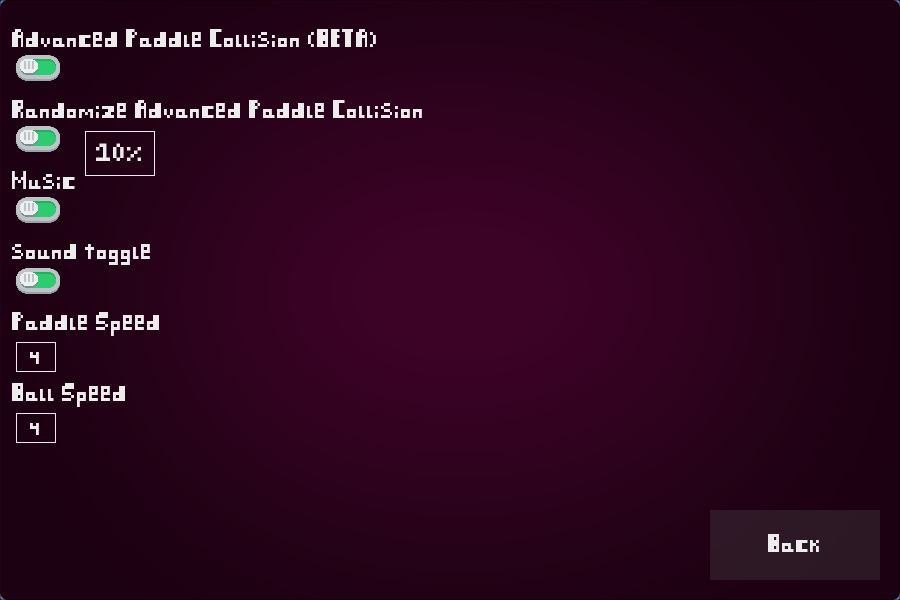 Advanced Paddle Collision (BETA)
Randomize Advanced Paddle Collision
10%
Music
Sound toggle
Paddle Speed
4
Ball Speed
4
Back